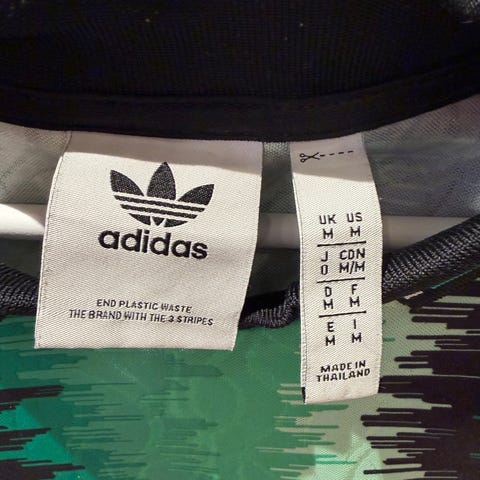 adidas
END PLASTIC WASTE
THE BRAND WITH THE 3 STRIPES
UK US
M M
J CDN
O M/M
D F
M M
E I
M M
MADE IN
THAILAND